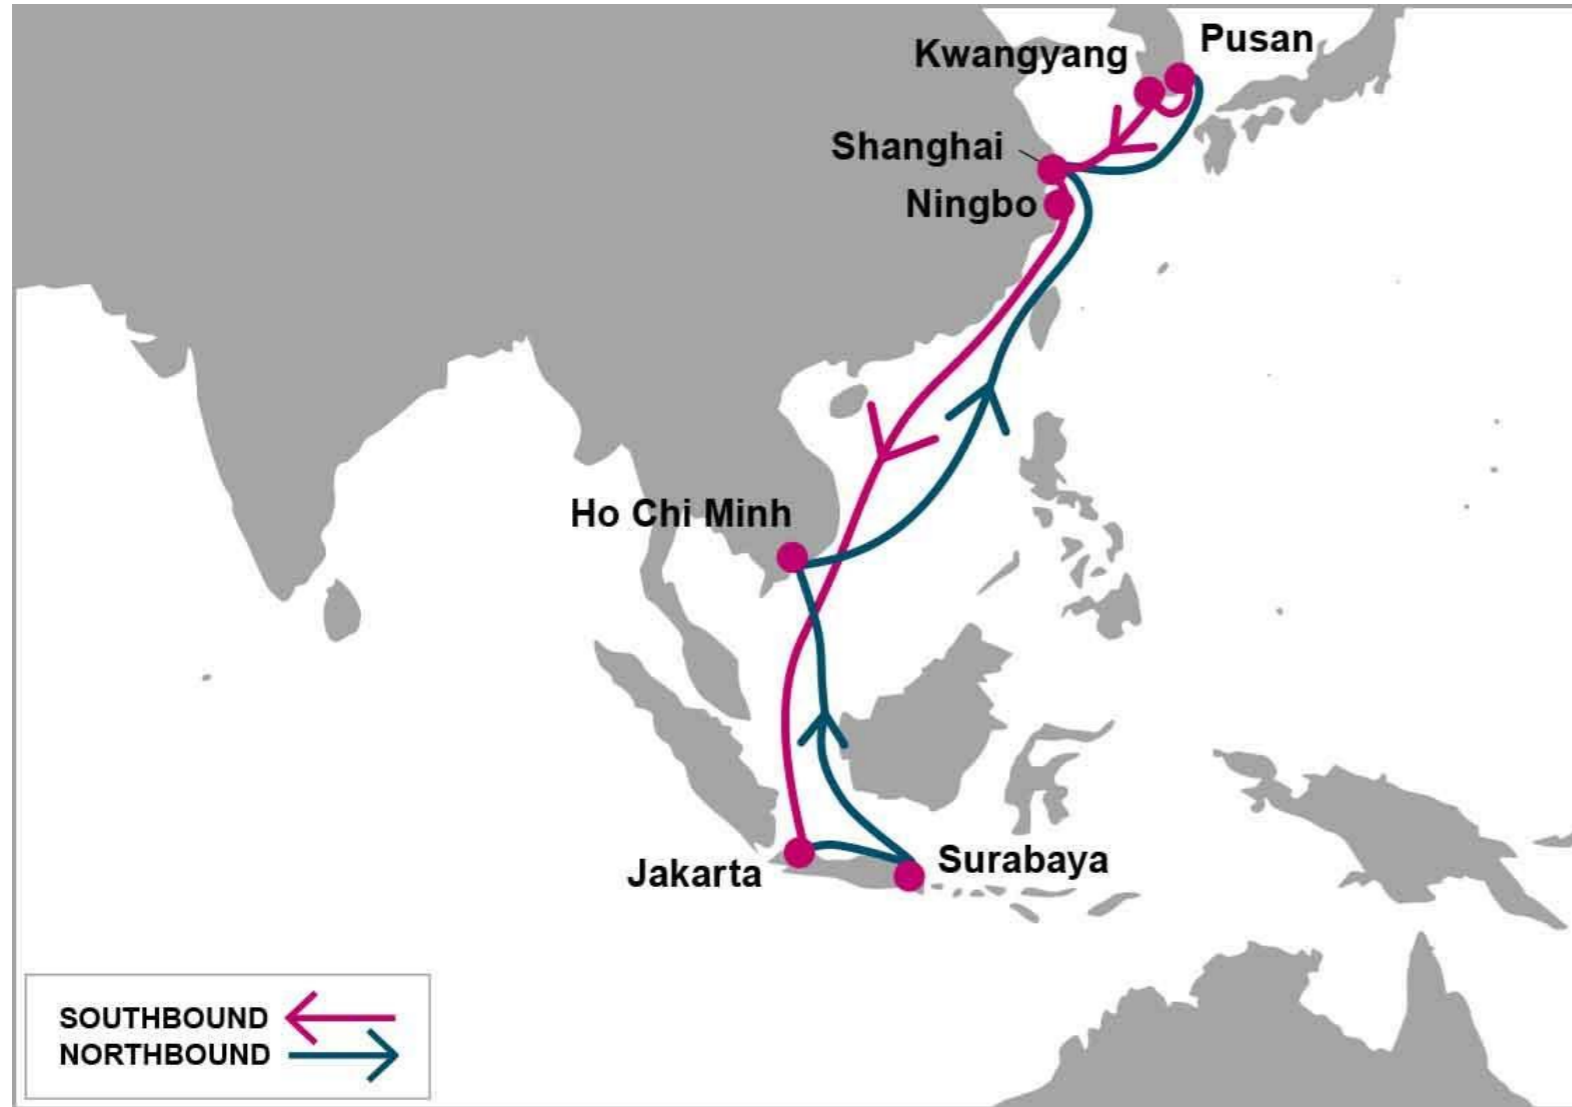 Pusan
Kwangyang
Shanghai
Ningbo
Ho Chi Minh
Surabaya
Jakarta
SOUTHBOUND
NORTHBOUND